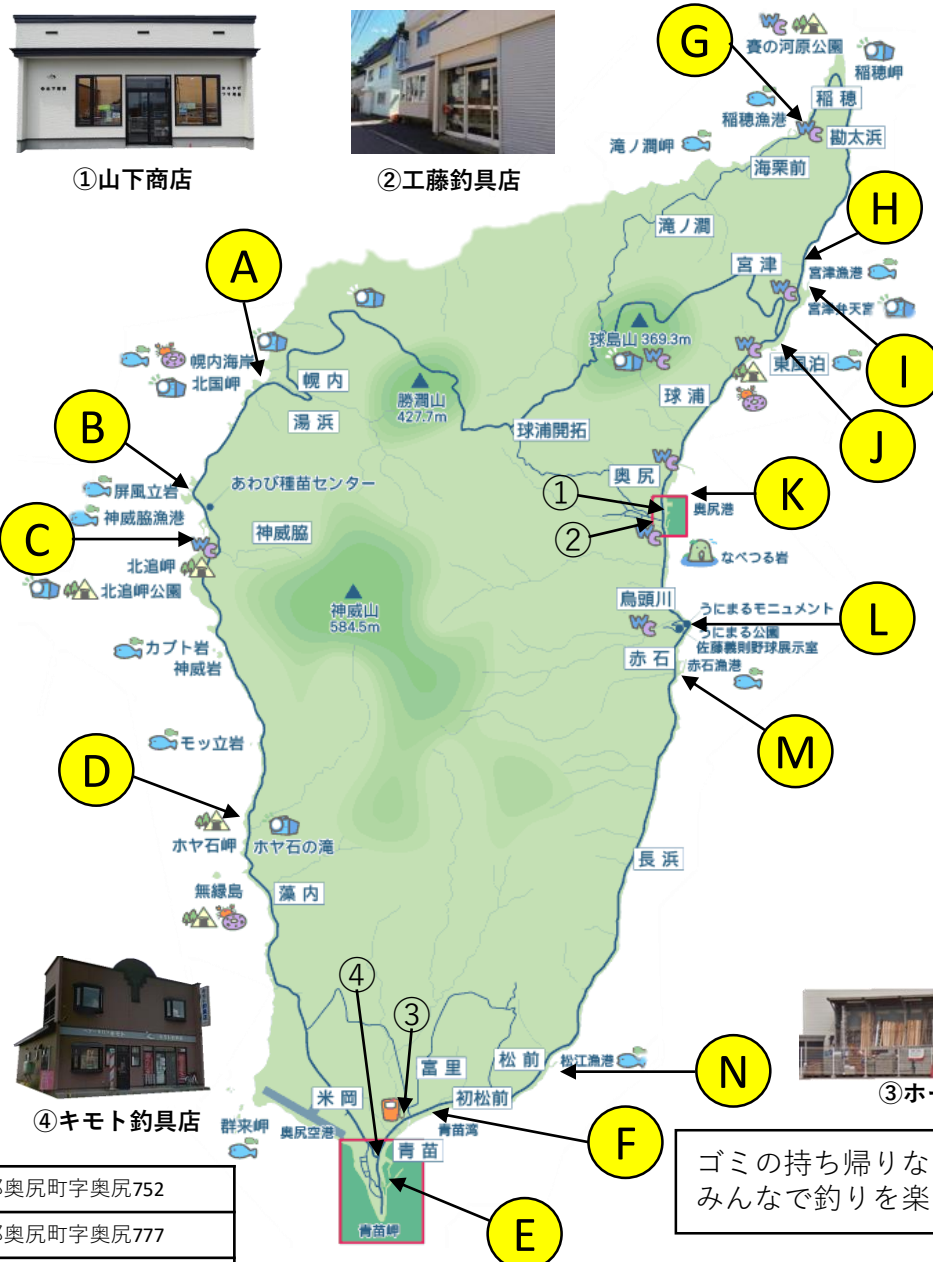 ①山下商店
②工藤釣具店
G
WC
賽の河原公園
稲穂岬
稲穂
稲穂漁港
WC
勘太浜
滝ノ澗岬
海栗前
滝ノ澗
H
宮津
宮津漁港
WC
宮津弁天宮
A
球島山 369.3m
WC
WC
東風泊
I
幌内海岸
北国岬
幌内
勝澗山
427.7m
球浦
J
湯浜
球浦開拓
B
あわび種苗センター
奥尻
WC
①
K
屏風立岩
神威脇漁港
奥尻港
C
WC
神威脇
②
WC
なべつる岩
北追岬
北追岬公園
神威山
584.5m
烏頭川
うにまるモニュメント
L
WC
うにまる公園
佐藤義則野球展示室
カブト岩
神威岩
赤石
赤石漁港
M
モッ立岩
D
ホヤ石岬
ホヤ石の滝
長浜
無縁島
藻内
④
③
④キモト釣具店
富里
松前
松江漁港
N
③ホー
米岡
初松前
群来岬
奥尻空港
青苗湾
F
青苗
青苗岬
E
奥尻町字奥尻752
奥尻町字奥尻777
ゴミの持ち帰りな
みんなで釣りを楽